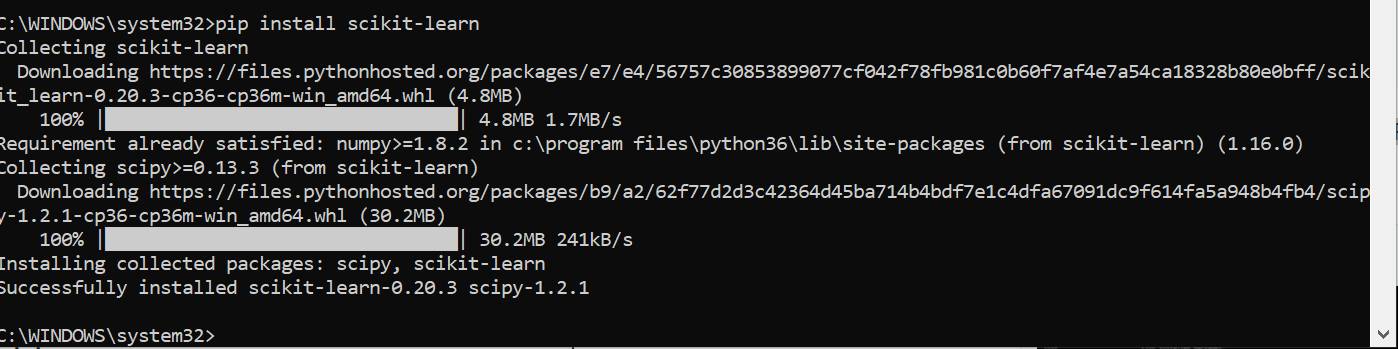 C:\WINDOWS\system32>pip install scikit-learn
Collecting scikit-learn
  Downloading https://files.pythonhosted.org/packages/e7/e4/56757c30853899077cf042f78fb981c0b60f7af4e7a54ca18328b80e0bff/scik
it_learn-0.20.3-cp36-cp36m-win_amd64.whl (4.8MB)
    100% |████████████████████████████████| 4.8MB 1.7MB/s
Requirement already satisfied: numpy>=1.8.2 in c:\program files\python36\lib\site-packages (from scikit-learn) (1.16.0)
Collecting scipy>=0.13.3 (from scikit-learn)
  Downloading https://files.pythonhosted.org/packages/b9/a2/62f77d2d3c42364d45ba714b4bdf7e1c4dfa67091dc9f614fa5a948b4fb4/scip
y-1.2.1-cp36-cp36m-win_amd64.whl (30.2MB)
    100% |████████████████████████████████| 30.2MB 241kB/s
Installing collected packages: scipy, scikit-learn
Successfully installed scikit-learn-0.20.3 scipy-1.2.1
C:\WINDOWS\system32>